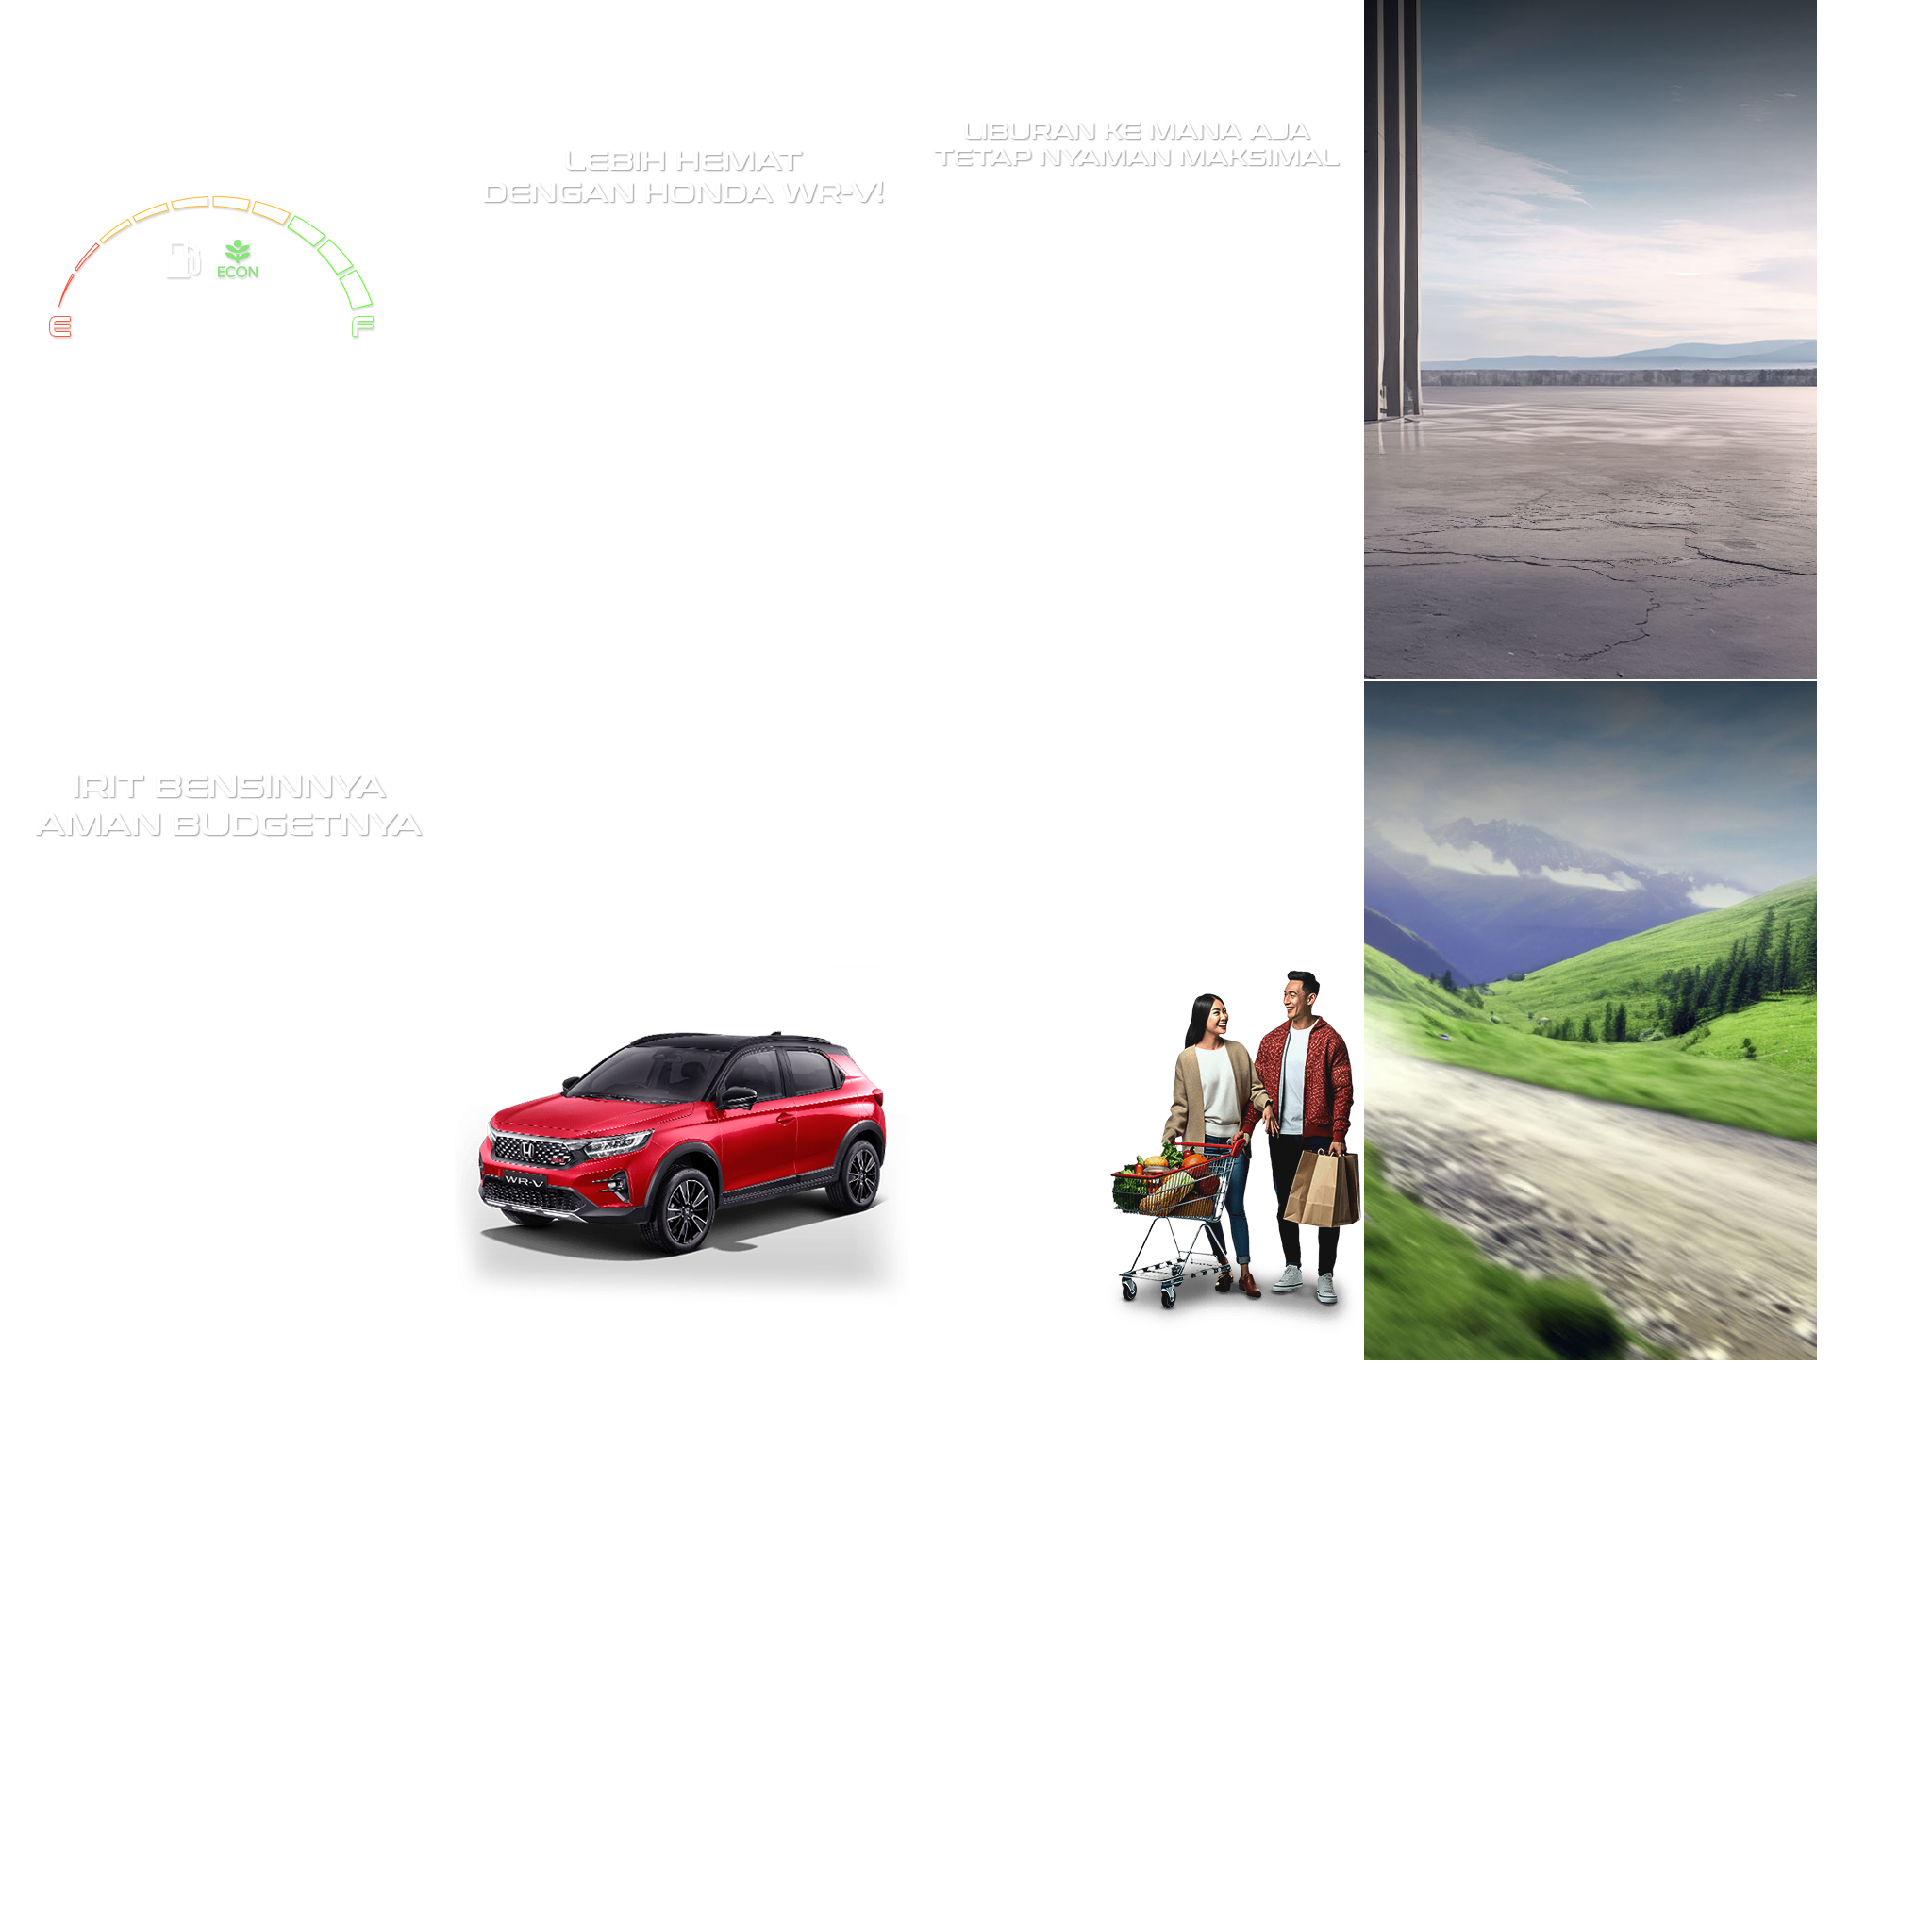 LIBURAN KE MANA AJA
TETAP NYAMAN MAKSIMAL
LEBIH HEMAT
DENGAN HONDA WR-V!
ECON
E
F
IRIT BENSINNYA
AMAN BUDGETNYA
WR-V